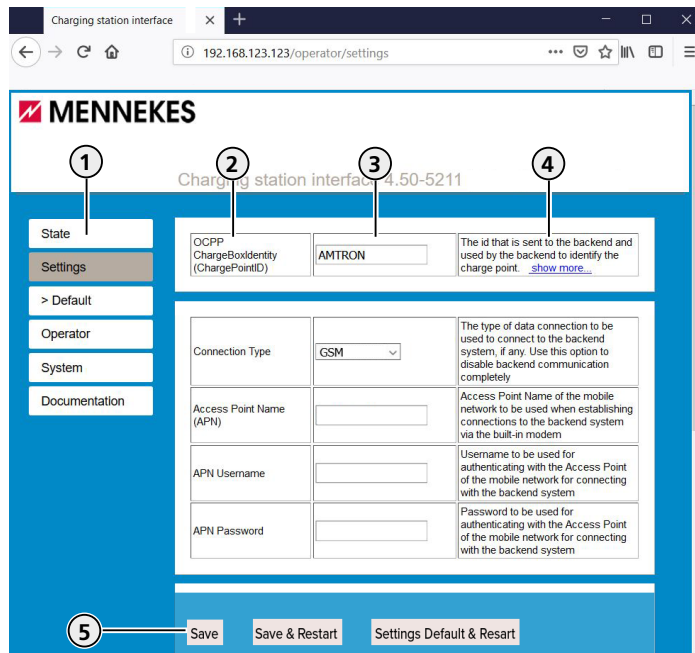 Charging station interface
192.168.123.123/operator/settings
MENNEKES
1
2
3
4
Charging station interface 4.50-5211
State
Settings
> Default
Operator
System
Documentation
OCPP
ChargeBoxIdentity
(ChargePointID)
AMTRON
The id that is sent to the backend and
used by the backend to identify the
charge point. show more...
Connection Type
GSM
The type of data connection to be
used to connect to the backend
system, if any. Use this option to
disable backend communication
completely
Access Point Name
(APN)
Access Point Name of the mobile
network to be used when establishing
connections to the backend system
via the built-in modem
APN Username
Username to be used for
authenticating with the Access Point
of the mobile network for connecting
with the backend system
APN Password
Password to be used for
authenticating with the Access Point
of the mobile network for connecting
with the backend system
5
Save
Save & Restart
Settings Default & Resart